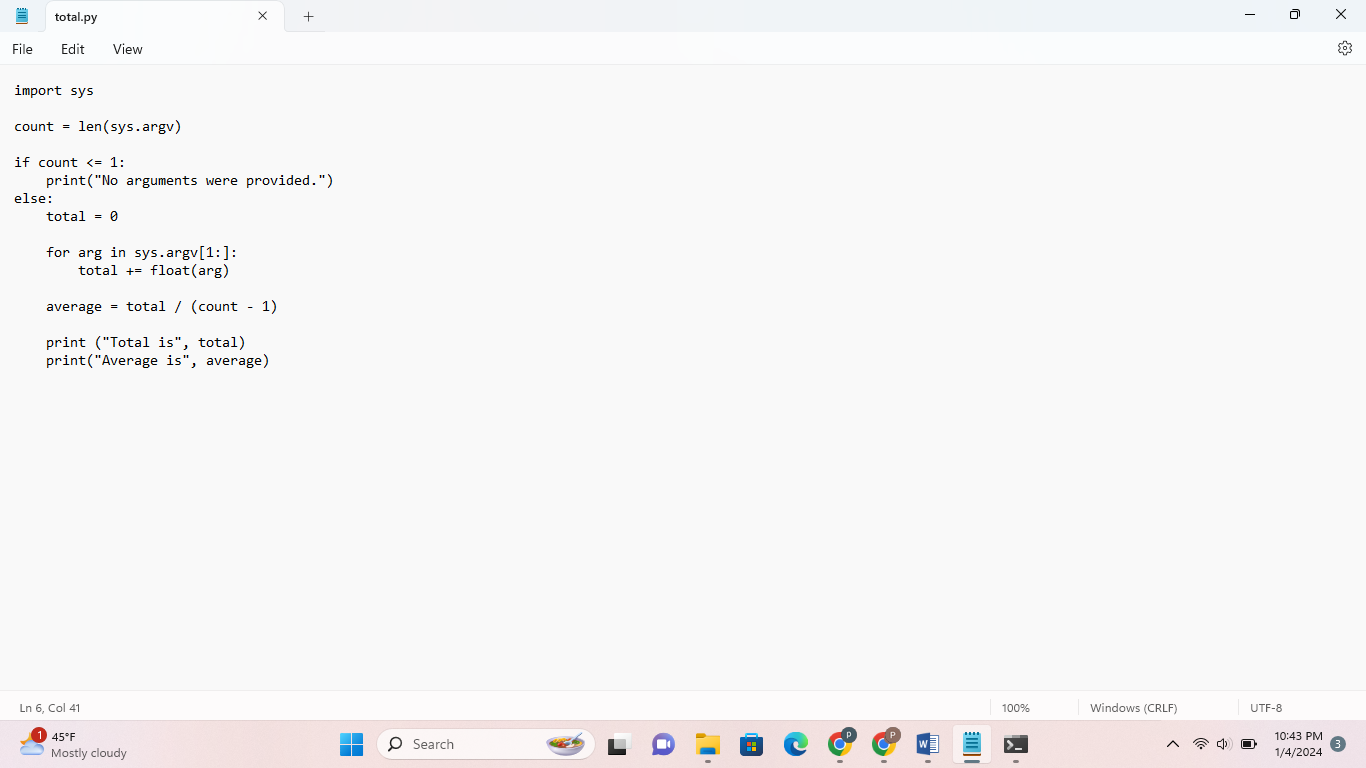 total.py
File Edit View
import sys
count = len(sys.argv)
if count <= 1:
    print("No arguments were provided.")
else:
    total = 0
    for arg in sys.argv[1:]:
        total += float(arg)
    average = total / (count - 1)
    print ("Total is", total)
    print("Average is", average)
Ln 6, Col 41 100% Windows (CRLF) UTF-8
1 45°F
Mostly cloudy
Search
P P
W
10:43 PM
1/4/2024 3